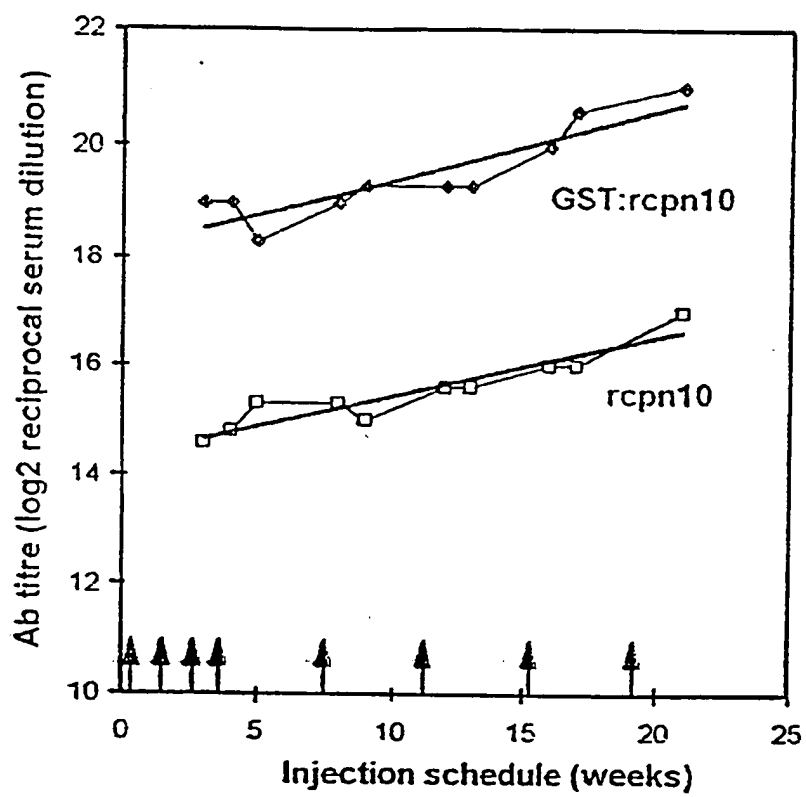 Ab titre (log2 reciprocal serum dilution)
22
20
18
16
14
12
10
GST:rcpn10
rcpn10
0 5 10 15 20 25
Injection schedule (weeks)